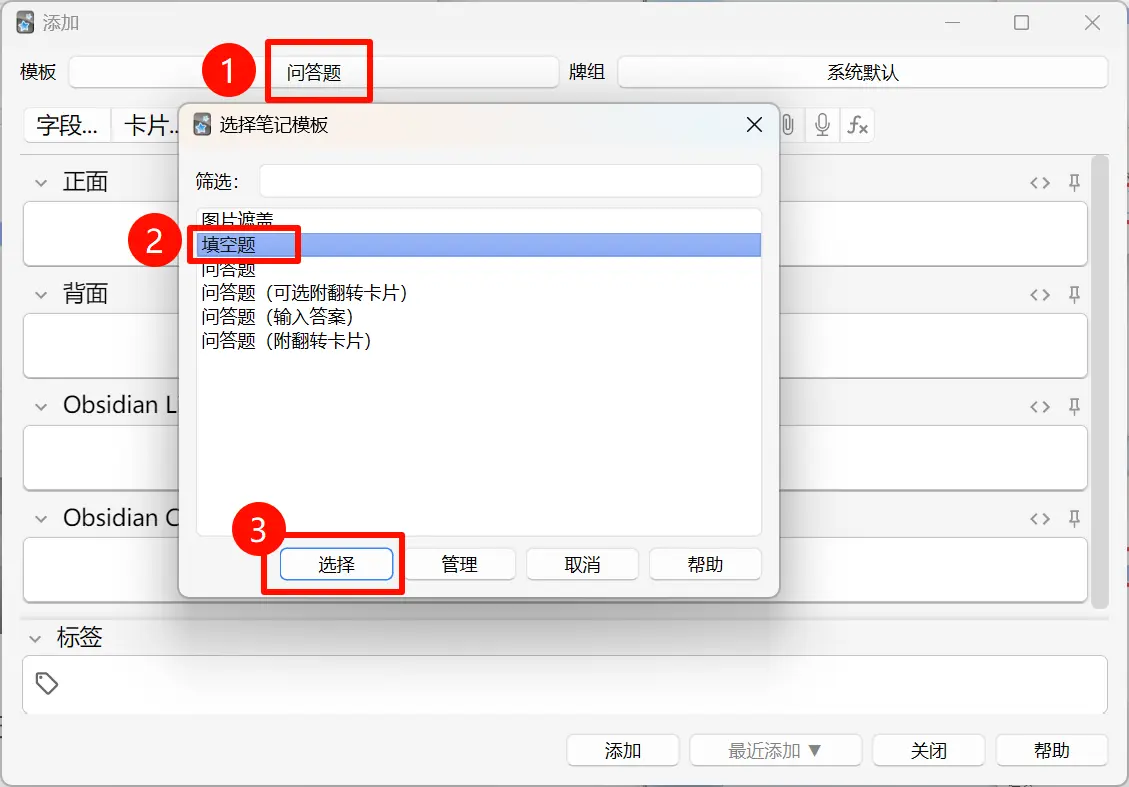 添加
模板
1
问答题
牌组
系统默认
字段...
卡片..
选择笔记模板
fx
筛选：
正面
图片遮盖
2
填空题
问答题
背面
问答题（可选附翻转卡片）
问答题（输入答案）
问答题（附翻转卡片）
Obsidian Li
Obsidian C
3
选择
管理
取消
帮助
标签
添加
最近添加 ▼
关闭
帮助